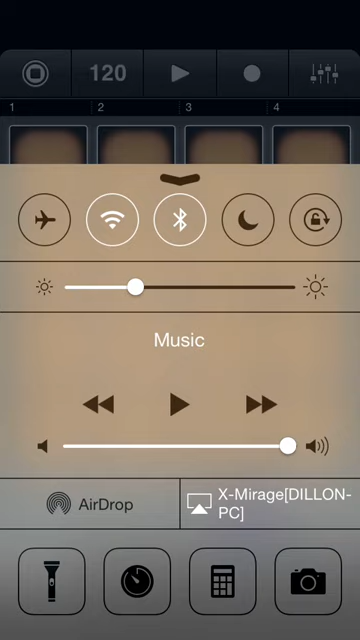 120
1 2 3 4
Music
AirDrop
X-Mirage[DILLON-
PC]